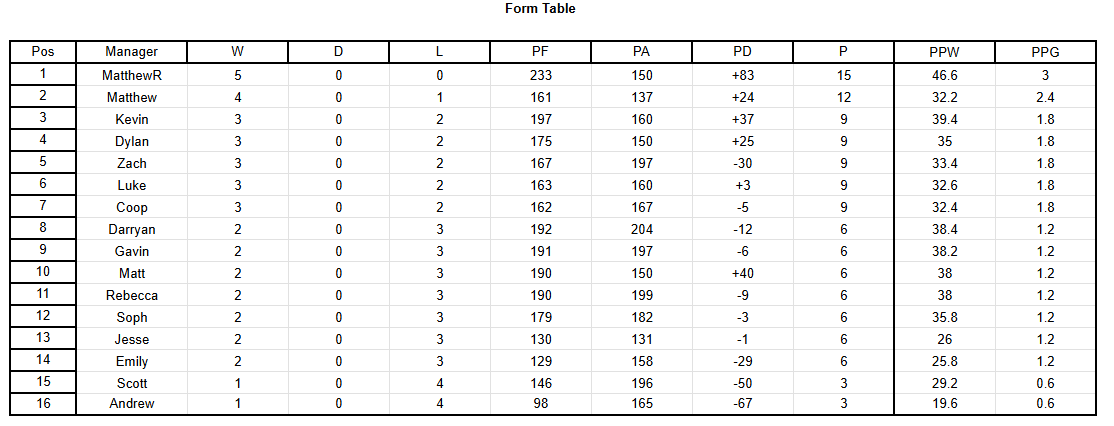 Form Table
Pos Manager W D L PF PA PD P PPW PPG
1 MatthewR 5 0 0 233 150 +83 15 46.6 3
2 Matthew 4 0 1 161 137 +24 12 32.2 2.4
3 Kevin 3 0 2 197 160 +37 9 39.4 1.8
4 Dylan 3 0 2 175 150 +25 9 35 1.8
5 Zach 3 0 2 167 197 -30 9 33.4 1.8
6 Luke 3 0 2 163 160 +3 9 32.6 1.8
7 Coop 3 0 2 162 167 -5 9 32.4 1.8
8 Darryan 2 0 3 192 204 -12 6 38.4 1.2
9 Gavin 2 0 3 191 197 -6 6 38.2 1.2
10 Matt 2 0 3 190 150 +40 6 38 1.2
11 Rebecca 2 0 3 190 199 -9 6 38 1.2
12 Soph 2 0 3 179 182 -3 6 35.8 1.2
13 Jesse 2 0 3 130 131 -1 6 26 1.2
14 Emily 2 0 3 129 158 -29 6 25.8 1.2
15 Scott 1 0 4 146 196 -50 3 29.2 0.6
16 Andrew 1 0 4 98 165 -67 3 19.6 0.6